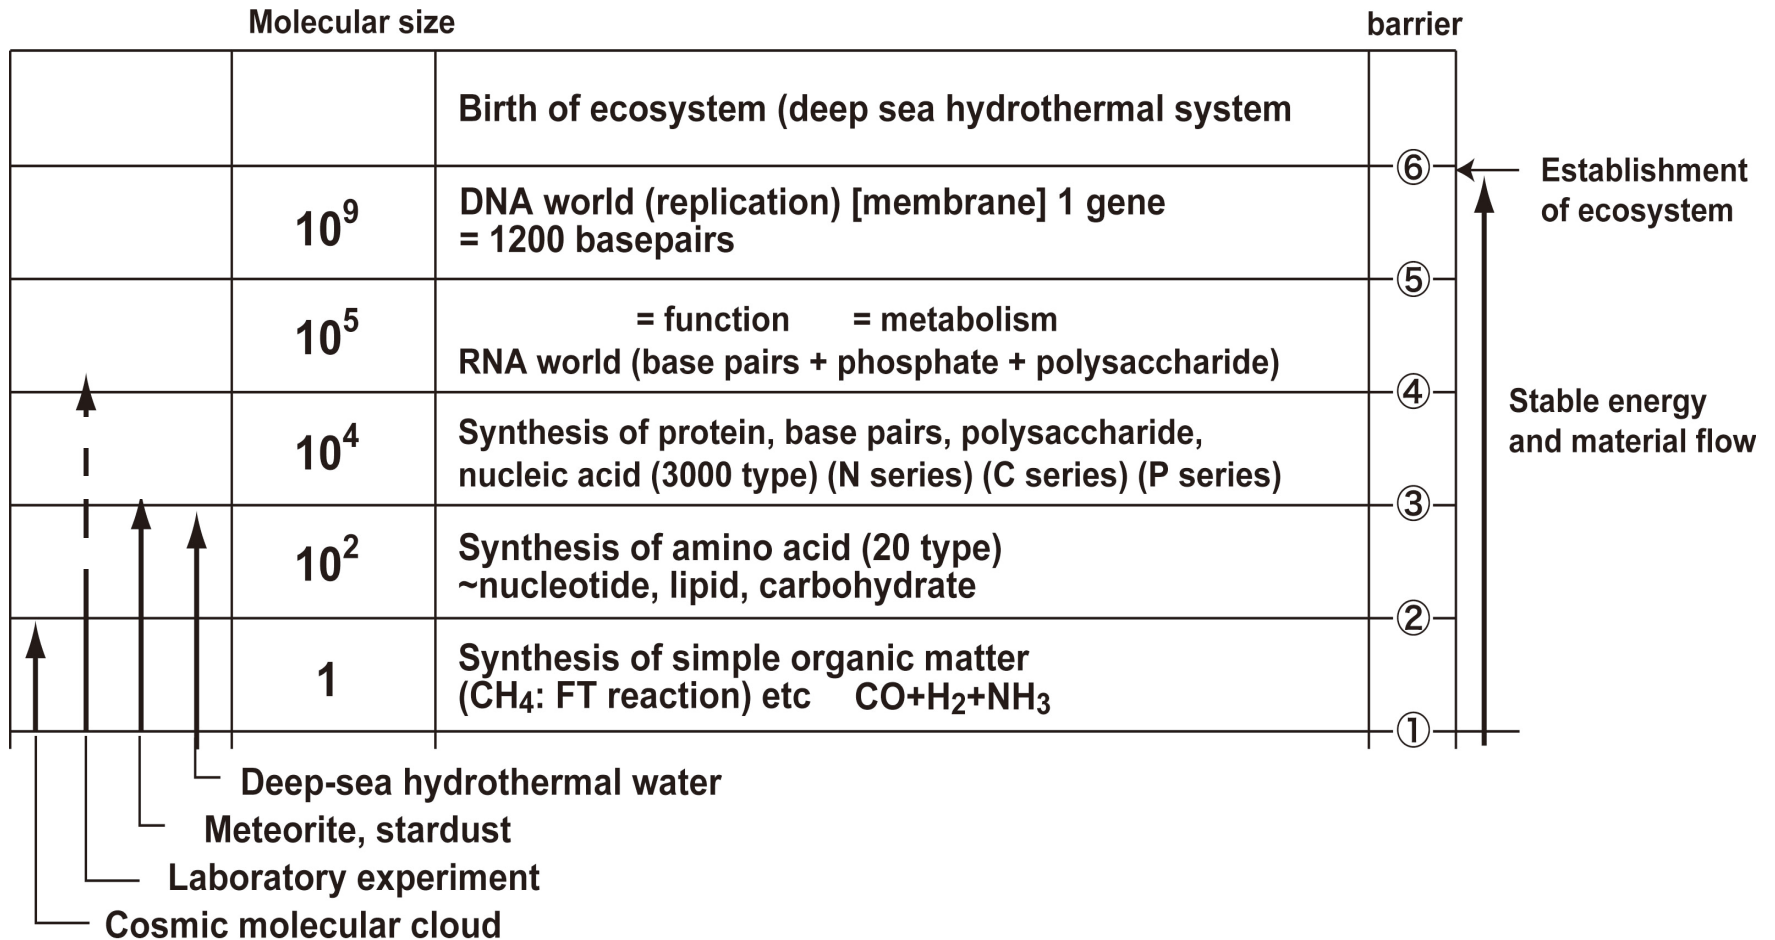 Molecular size
barrier
Birth of ecosystem (deep sea hydrothermal system
⑥
Establishment
of ecosystem
10⁹
DNA world (replication) [membrane] 1 gene
= 1200 basepairs
⑤
10⁵
= function = metabolism
RNA world (base pairs + phosphate + polysaccharide)
④
Stable energy
and material flow
10⁴
Synthesis of protein, base pairs, polysaccharide,
nucleic acid (3000 type) (N series) (C series) (P series)
③
10²
Synthesis of amino acid (20 type)
~nucleotide, lipid, carbohydrate
②
1
Synthesis of simple organic matter
(CH₄: FT reaction) etc CO+H₂+NH₃
①
Deep-sea hydrothermal water
Meteorite, stardust
Laboratory experiment
Cosmic molecular cloud